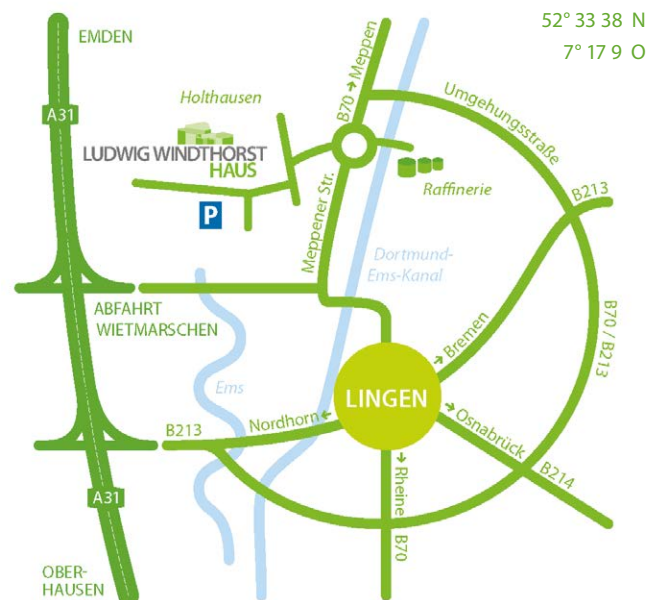 52° 33 38 N
7° 17 9 O
EMDEN
A31
Holthausen
LUDWIG WINDTHORST
HAUS
P
B70 → Meppen
Umgehungsstraße
Raffinerie
B213
Meppener Str.
Dortmund-
Ems-Kanal
ABFAHRT
WIETMARSCHEN
B70 / B213
→ Bremen
Ems
LINGEN
B213
Nordhorn ←
→ Osnabrück
B214
→ Rheine
B70
A31
OBER-
HAUSEN